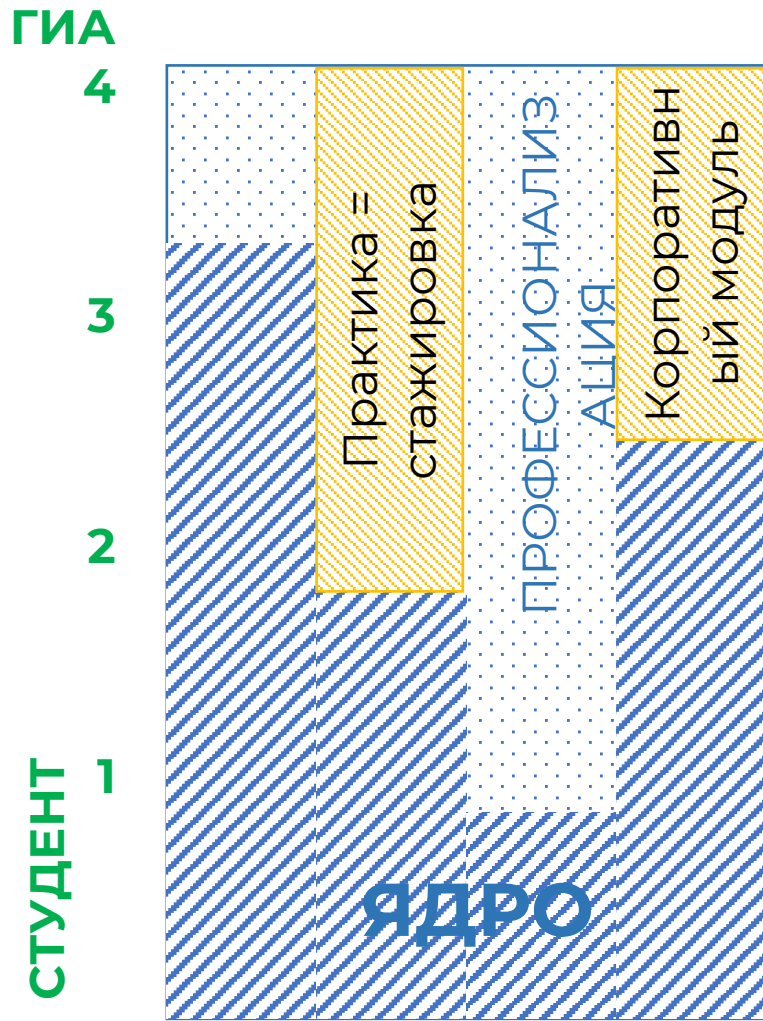 ГИА
4
3
2
1
СТУДЕНТ
Практика =
стажировка
ПРОФЕССИОНАЛИЗ
АЦИЯ
Корпоративн
ый модуль
ЯДРО